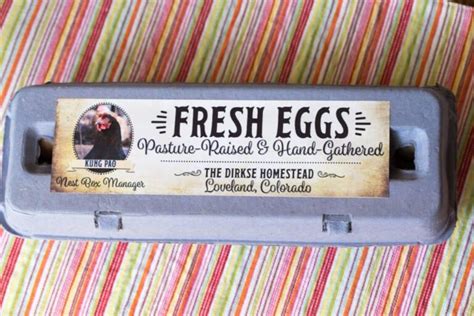 FRESH EGGS
Pasture-Raised & Hand-Gathered
THE DIRKSE HOMESTEAD
Loveland, Colorado
KUNG PAO
Nest Box Manager